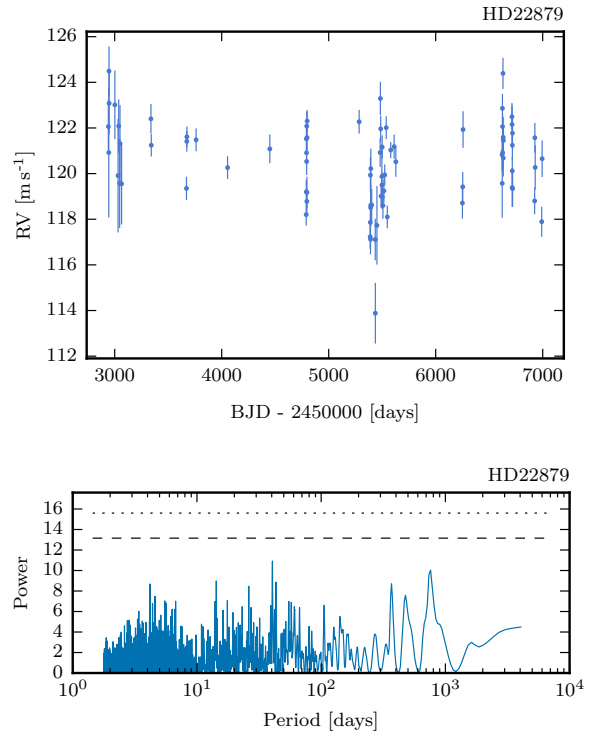 HD22879
126
124
122
120
118
116
114
112
RV [m s⁻¹]
3000 4000 5000 6000 7000
BJD - 2450000 [days]
HD22879
16
14
12
10
8
6
4
2
0
Power
10⁰ 10¹ 10² 10³ 10⁴
Period [days]